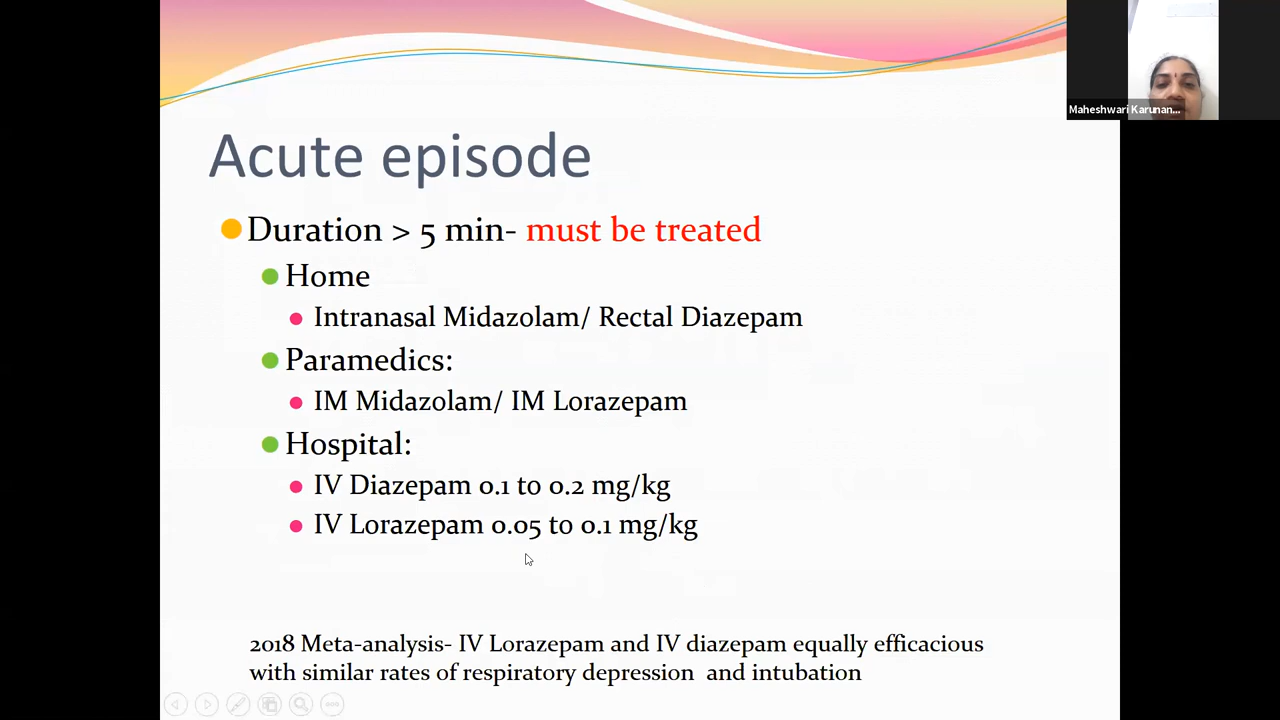 Maheshwari Karunan...
Acute episode
Duration > 5 min- must be treated
Home
Intranasal Midazolam/ Rectal Diazepam
Paramedics:
IM Midazolam/ IM Lorazepam
Hospital:
IV Diazepam 0.1 to 0.2 mg/kg
IV Lorazepam 0.05 to 0.1 mg/kg
2018 Meta-analysis- IV Lorazepam and IV diazepam equally efficacious
with similar rates of respiratory depression  and intubation